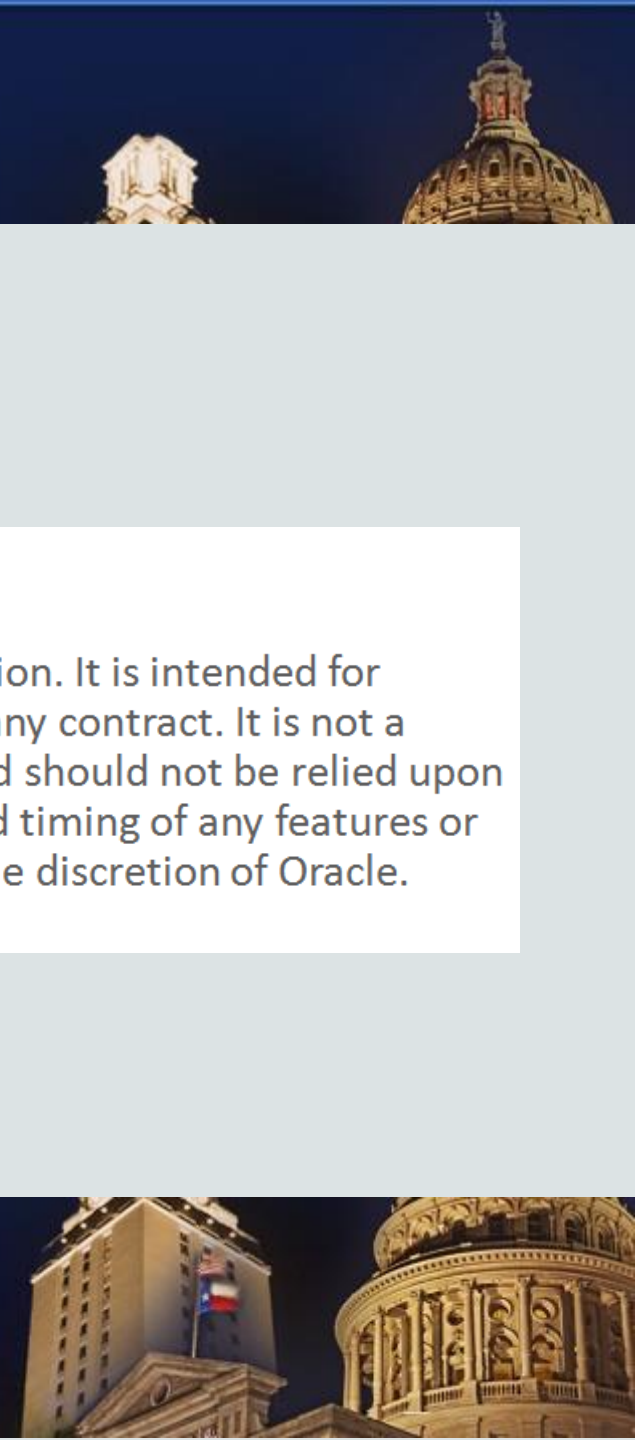 ion. It is intended for
ny contract. It is not a
d should not be relied upon
d timing of any features or
e discretion of Oracle.